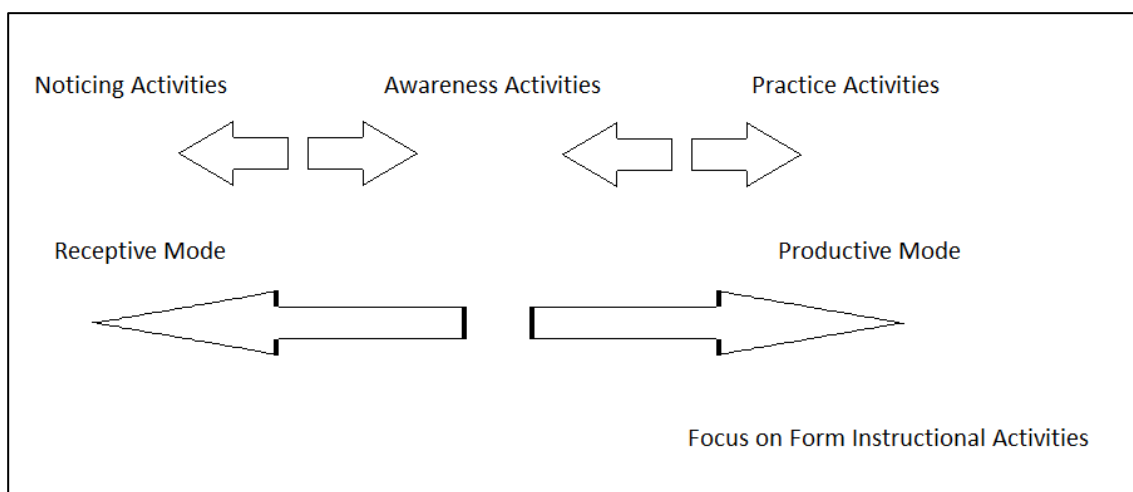 Noticing Activities Awareness Activities Practice Activities
Receptive Mode Productive Mode
Focus on Form Instructional Activities